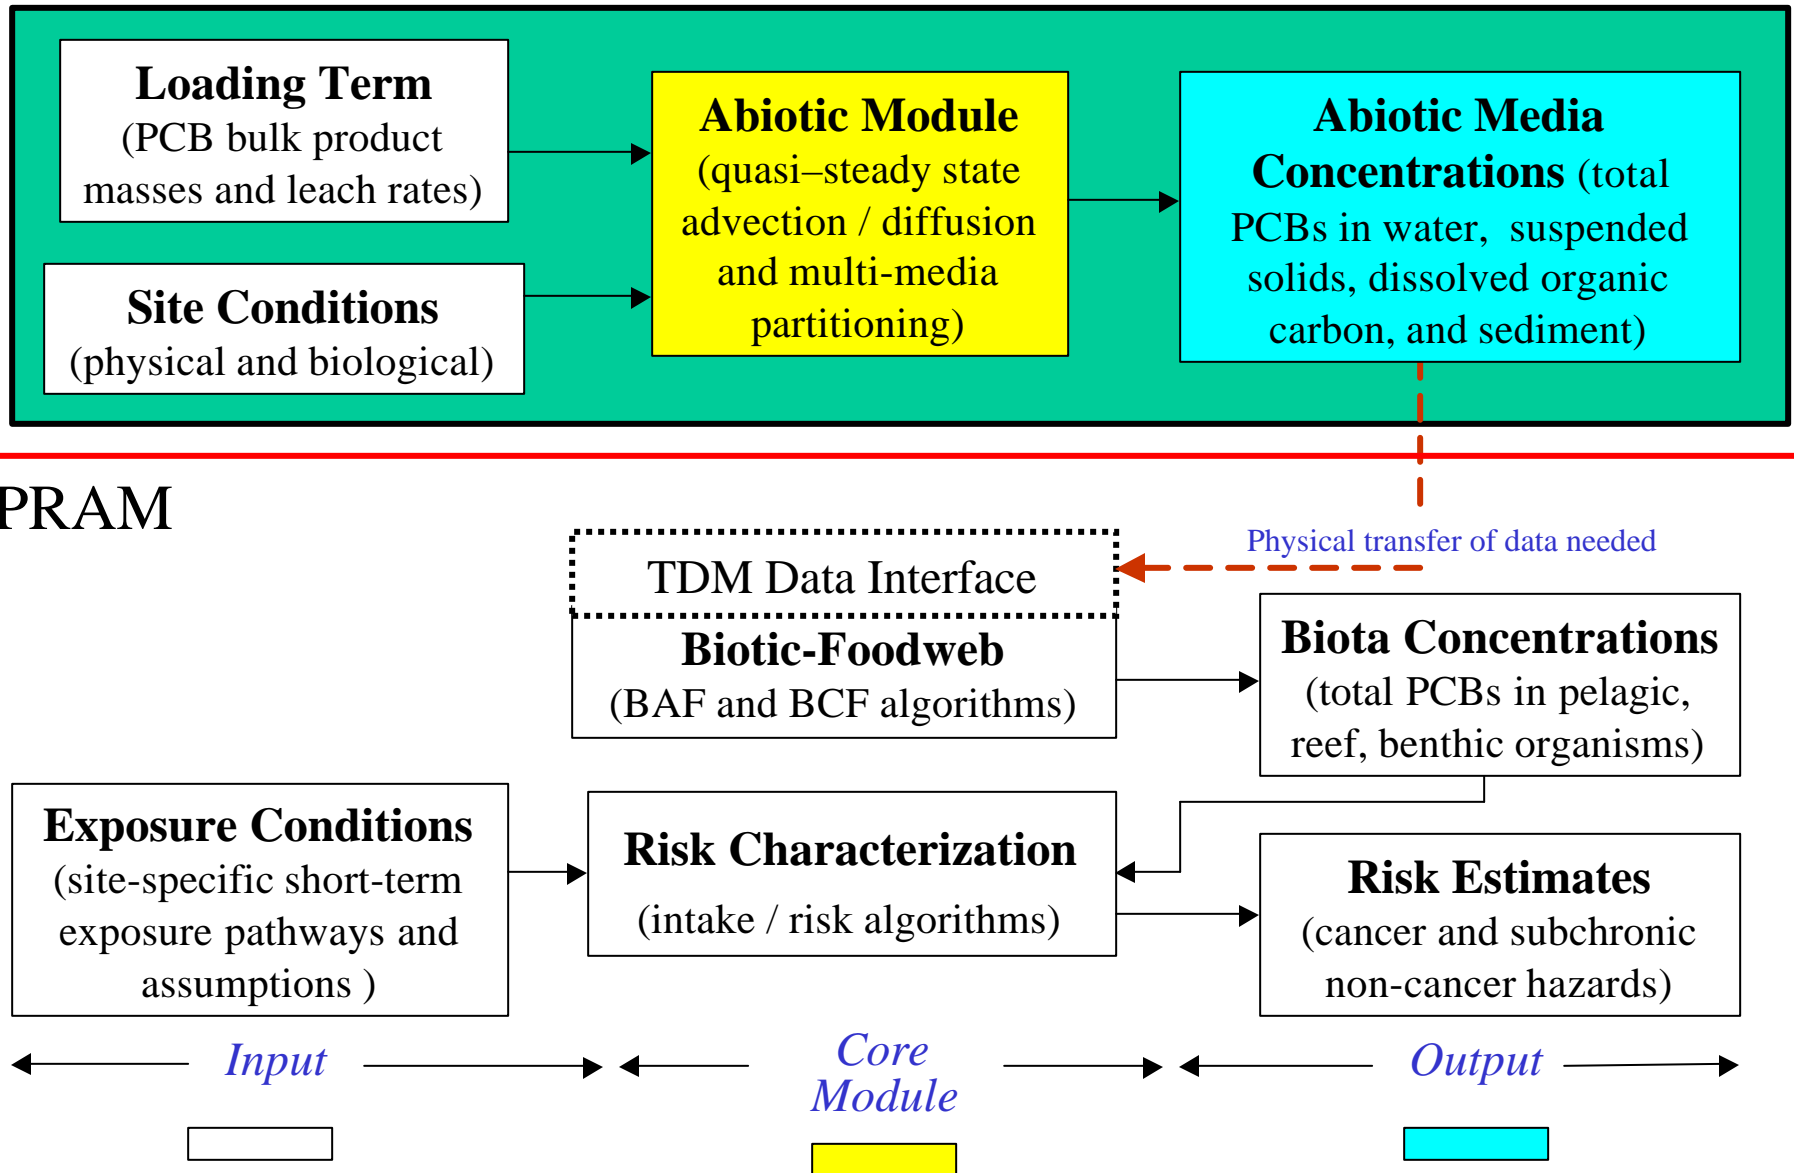 Loading Term
(PCB bulk product
masses and leach rates)
Site Conditions
(physical and biological)
Abiotic Module
(quasi–steady state
advection / diffusion
and multi-media
partitioning)
Abiotic Media
Concentrations (total
PCBs in water, suspended
solids, dissolved organic
carbon, and sediment)
PRAM
Physical transfer of data needed
TDM Data Interface
Biotic-Foodweb
(BAF and BCF algorithms)
Biota Concentrations
(total PCBs in pelagic,
reef, benthic organisms)
Exposure Conditions
(site-specific short-term
exposure pathways and
assumptions )
Risk Characterization
(intake / risk algorithms)
Risk Estimates
(cancer and subchronic
non-cancer hazards)
Input
Core
Module
Output